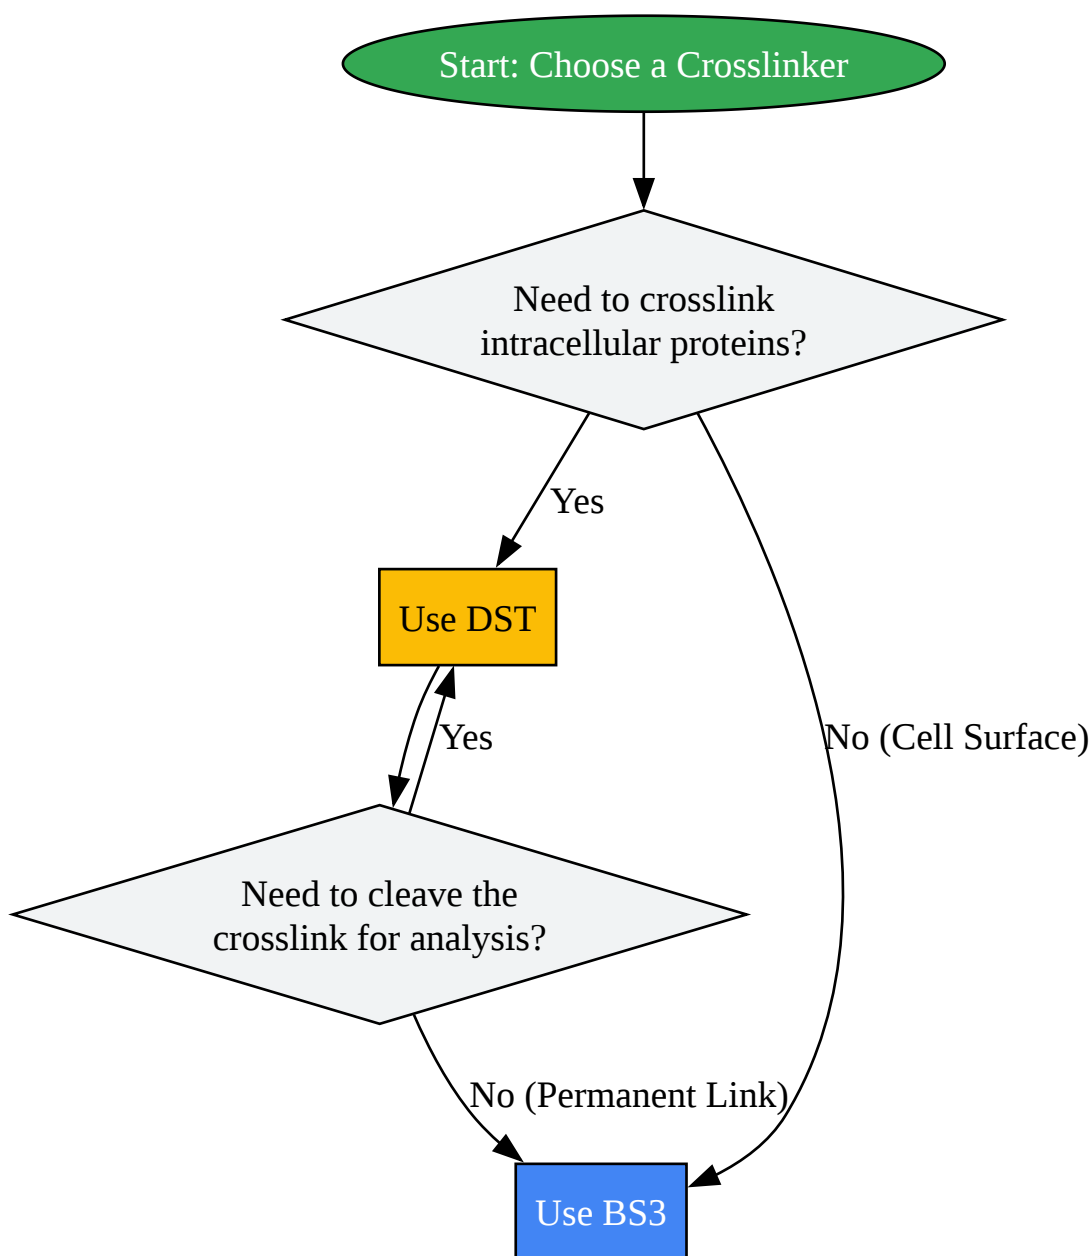 Start: Choose a Crosslinker
Need to crosslink
intracellular proteins?
Yes
Use DST
Yes
No (Cell Surface)
Need to cleave the
crosslink for analysis?
No (Permanent Link)
Use BS3